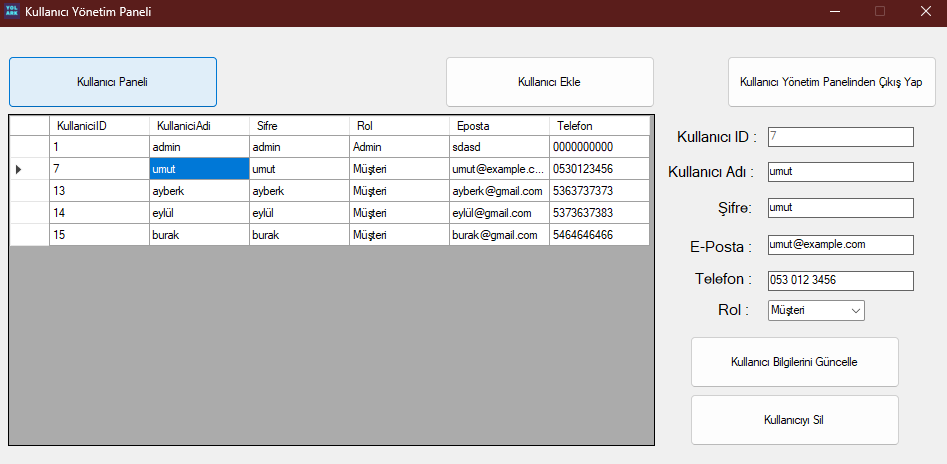 YOL ARK Kullanıcı Yönetim Paneli
Kullanıcı Paneli Kullanıcı Ekle Kullanıcı Yönetim Panelinden Çıkış Yap
KullaniciID KullaniciAdi Sifre Rol Eposta Telefon
1 admin admin Admin sdasd 0000000000
7 umut umut Müşteri umut@example.c... 0530123456
13 ayberk ayberk Müşteri ayberk@gmail.com 5363737373
14 eylül eylül Müşteri eylül@gmail.com 5373637383
15 burak burak Müşteri burak@gmail.com 5464646466
Kullanıcı ID : 7
Kullanıcı Adı : umut
Şifre: umut
E-Posta : umut@example.com
Telefon : 053 012 3456
Rol : Müşteri
Kullanıcı Bilgilerini Güncelle
Kullanıcıyı Sil